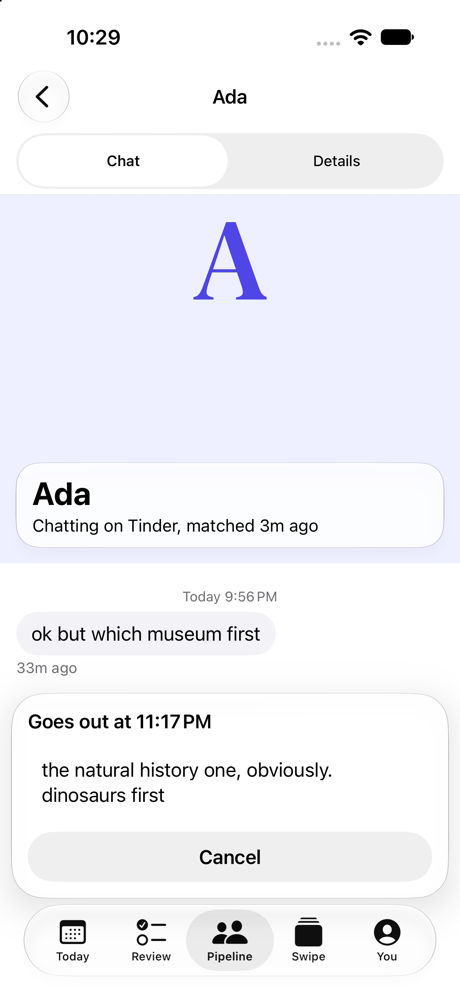 10:29
Ada
Chat
Details
A
Ada
Chatting on Tinder, matched 3m ago
Today 9:56 PM
ok but which museum first
33m ago
Goes out at 11:17 PM
the natural history one, obviously.
dinosaurs first
Cancel
Today
Review
Pipeline
Swipe
You